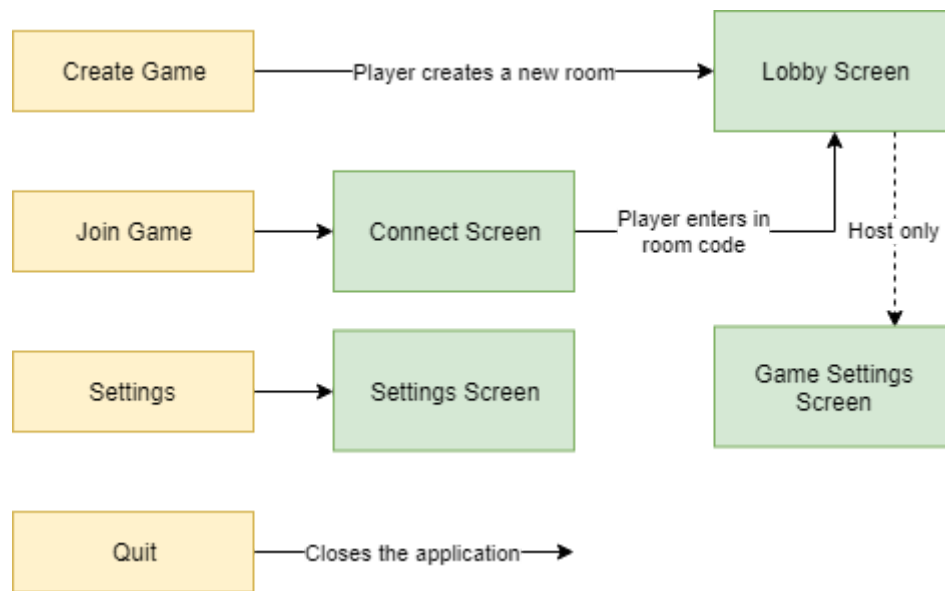 Create Game
Player creates a new room
Lobby Screen
Join Game
Connect Screen
Player enters in
room code
Host only
Settings
Settings Screen
Game Settings
Screen
Quit
Closes the application